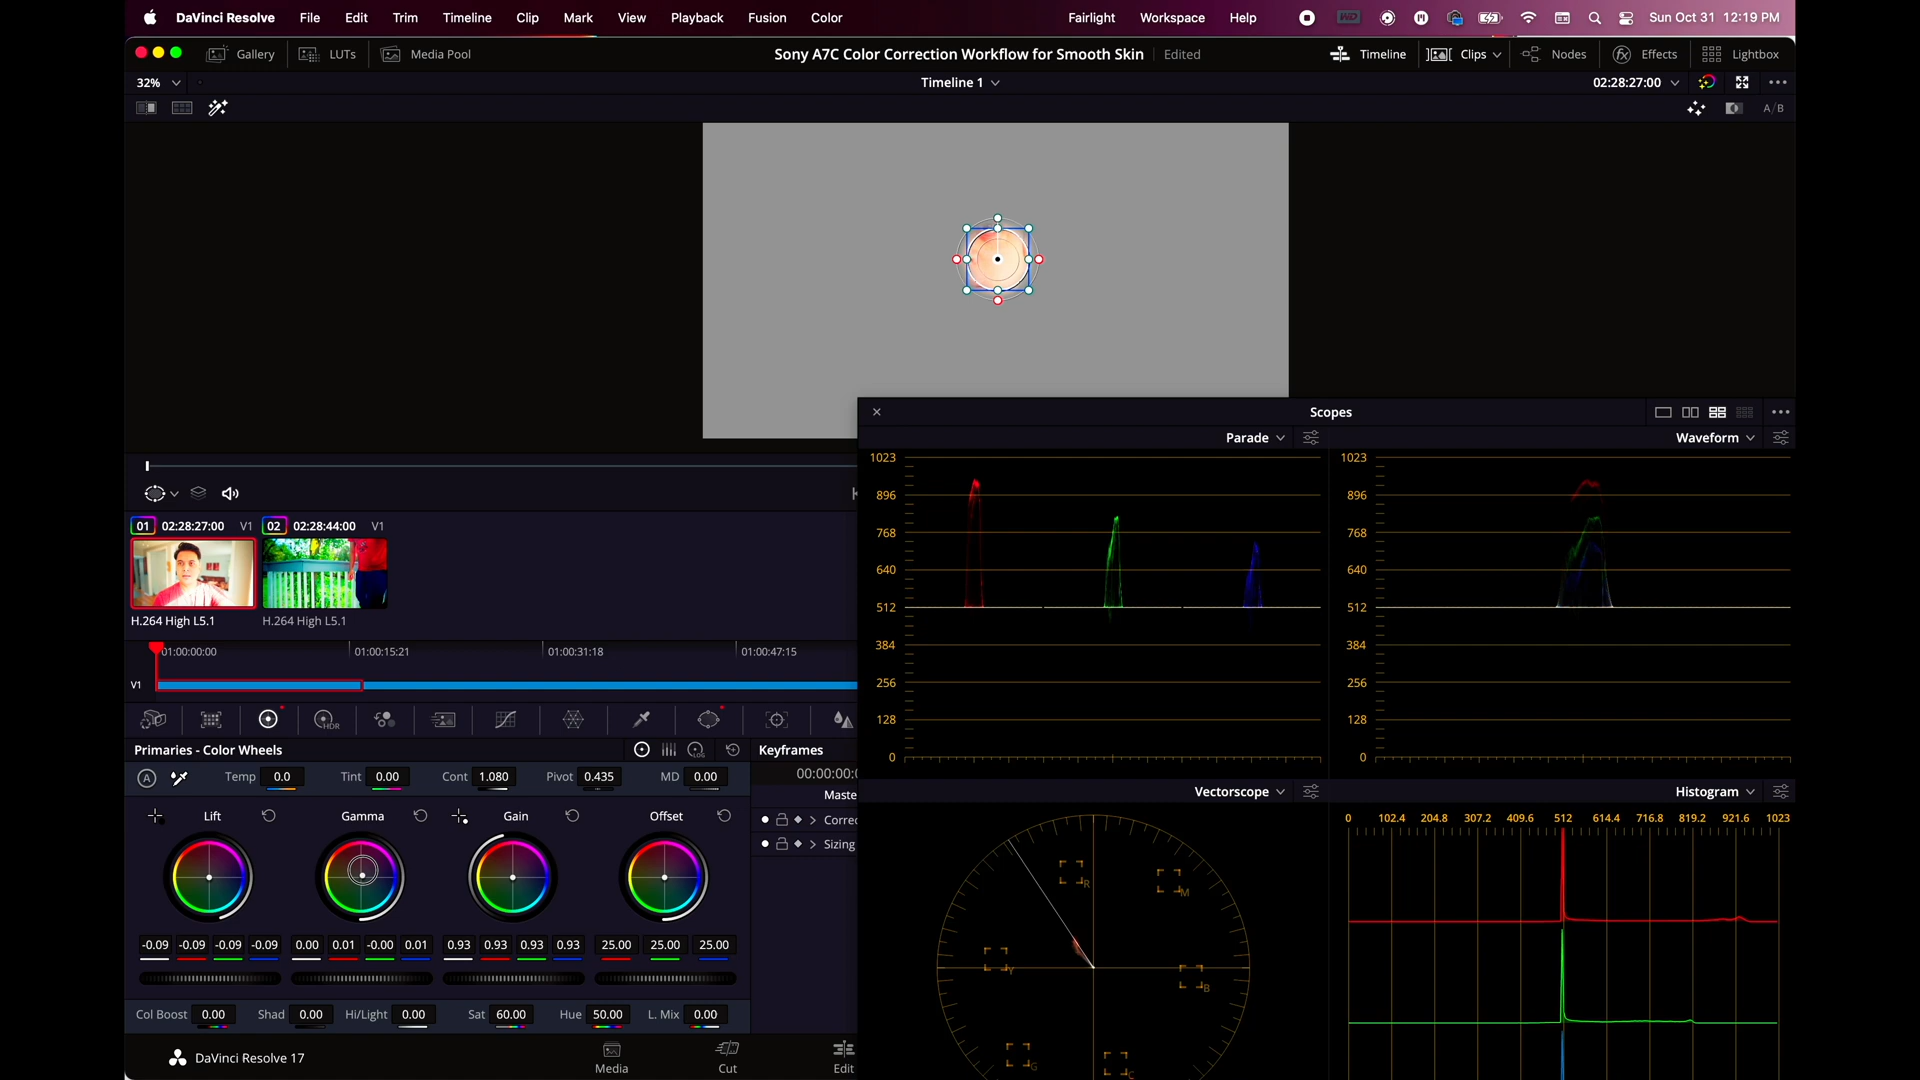 DaVinci Resolve File Edit Trim Timeline Clip Mark View Playback Fusion Color Fairlight Workspace Help Sun Oct 31 12:19 PM
Gallery LUTs Media Pool Sony A7C Color Correction Workflow for Smooth Skin Edited Timeline Clips Nodes Effects Lightbox
32% Timeline 1 02:28:27:00
A/B
Scopes
Parade Waveform
1023 1023
896 896
768 768
640 640
512 512
384 384
256 256
128 128
0 0
01 02:28:27:00 V1 02 02:28:44:00 V1
H.264 High L5.1 H.264 High L5.1
01:00:00:00 01:00:15:21 01:00:31:18 01:00:47:15
V1
HDR
Primaries - Color Wheels LOG Keyframes
A Temp 0.0 Tint 0.00 Cont 1.080 Pivot 0.435 MD 0.00 00:00:00:0
Maste
Lift Gamma Gain Offset Correc
Sizing
-0.09 -0.09 -0.09 -0.09 0.00 0.01 -0.00 0.01 0.93 0.93 0.93 0.93 25.00 25.00 25.00
Col Boost 0.00 Shad 0.00 Hi/Light 0.00 Sat 60.00 Hue 50.00 L. Mix 0.00
DaVinci Resolve 17 Media Cut Edit
Vectorscope Histogram
R M Y B G C
0 102.4 204.8 307.2 409.6 512 614.4 716.8 819.2 921.6 1023